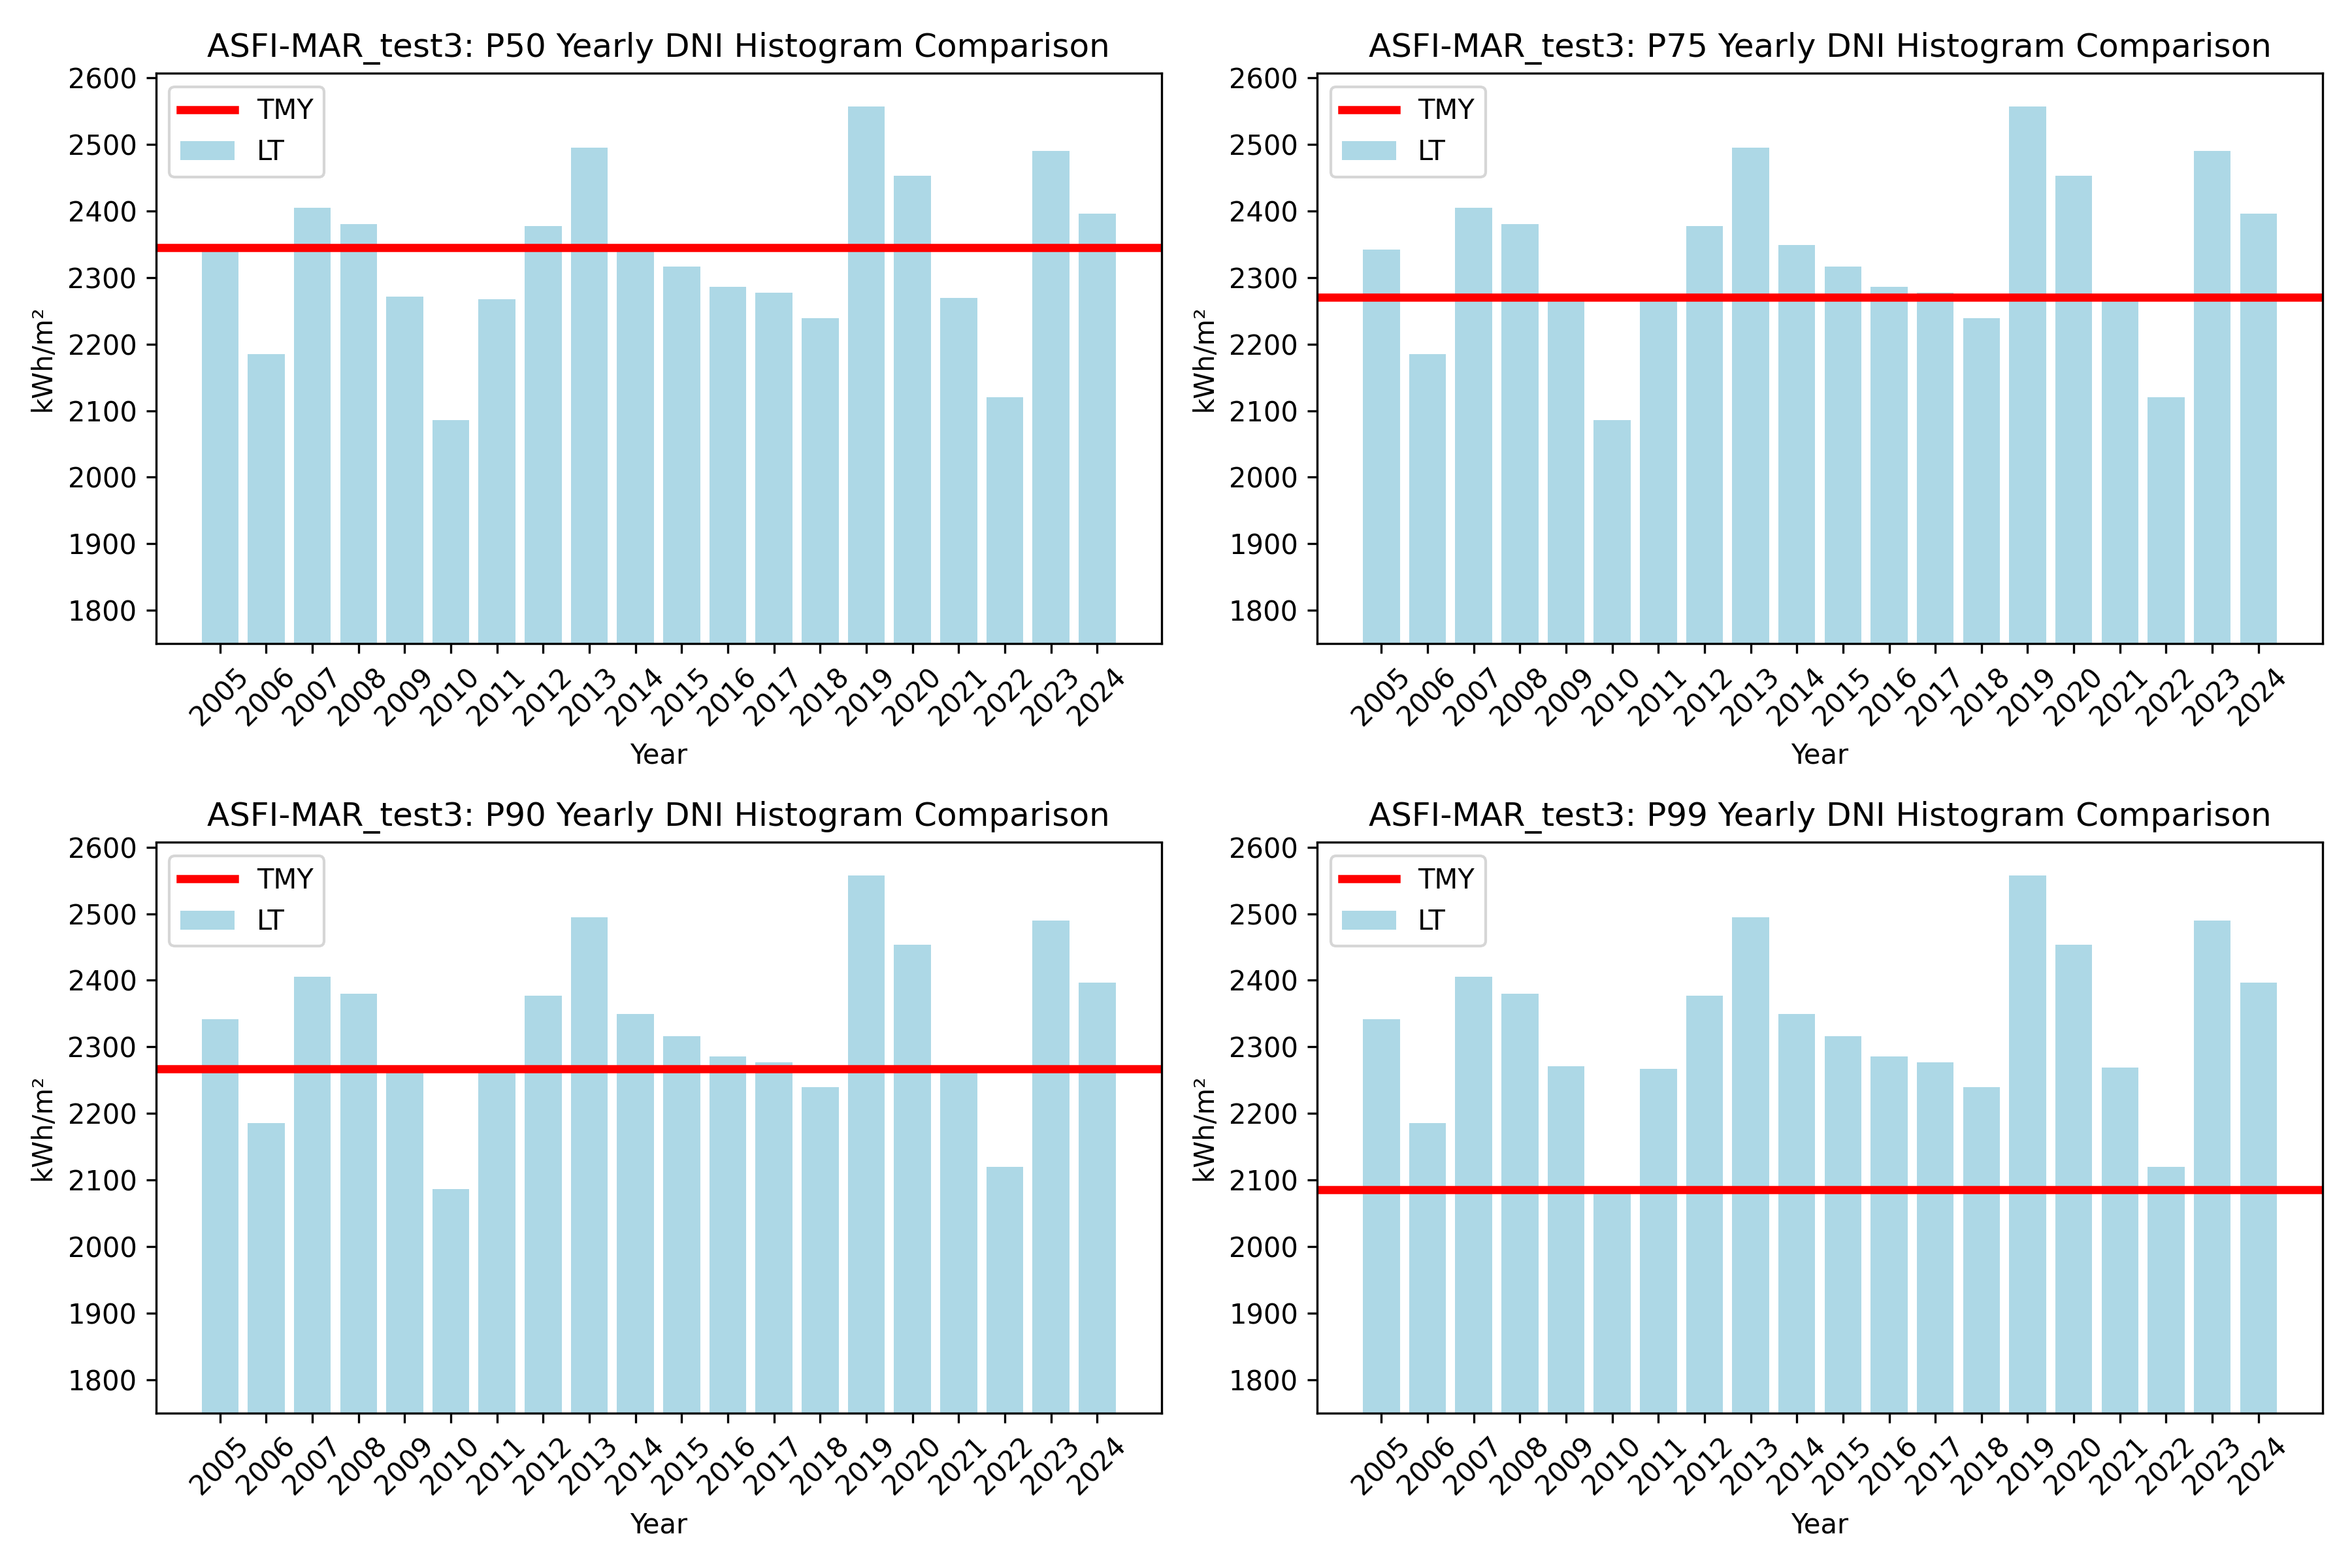 ASFI-MAR_test3: P50 Yearly DNI Histogram Comparison
2600
2500
2400
2300
2200
2100
2000
1900
1800
kWh/m²
TMY
LT
2005 2006 2007 2008 2009 2010 2011 2012 2013 2014 2015 2016 2017 2018 2019 2020 2021 2022 2023 2024
Year
ASFI-MAR_test3: P75 Yearly DNI Histogram Comparison
2600
2500
2400
2300
2200
2100
2000
1900
1800
kWh/m²
TMY
LT
2005 2006 2007 2008 2009 2010 2011 2012 2013 2014 2015 2016 2017 2018 2019 2020 2021 2022 2023 2024
Year
ASFI-MAR_test3: P90 Yearly DNI Histogram Comparison
2600
2500
2400
2300
2200
2100
2000
1900
1800
kWh/m²
TMY
LT
2005 2006 2007 2008 2009 2010 2011 2012 2013 2014 2015 2016 2017 2018 2019 2020 2021 2022 2023 2024
Year
ASFI-MAR_test3: P99 Yearly DNI Histogram Comparison
2600
2500
2400
2300
2200
2100
2000
1900
1800
kWh/m²
TMY
LT
2005 2006 2007 2008 2009 2010 2011 2012 2013 2014 2015 2016 2017 2018 2019 2020 2021 2022 2023 2024
Year